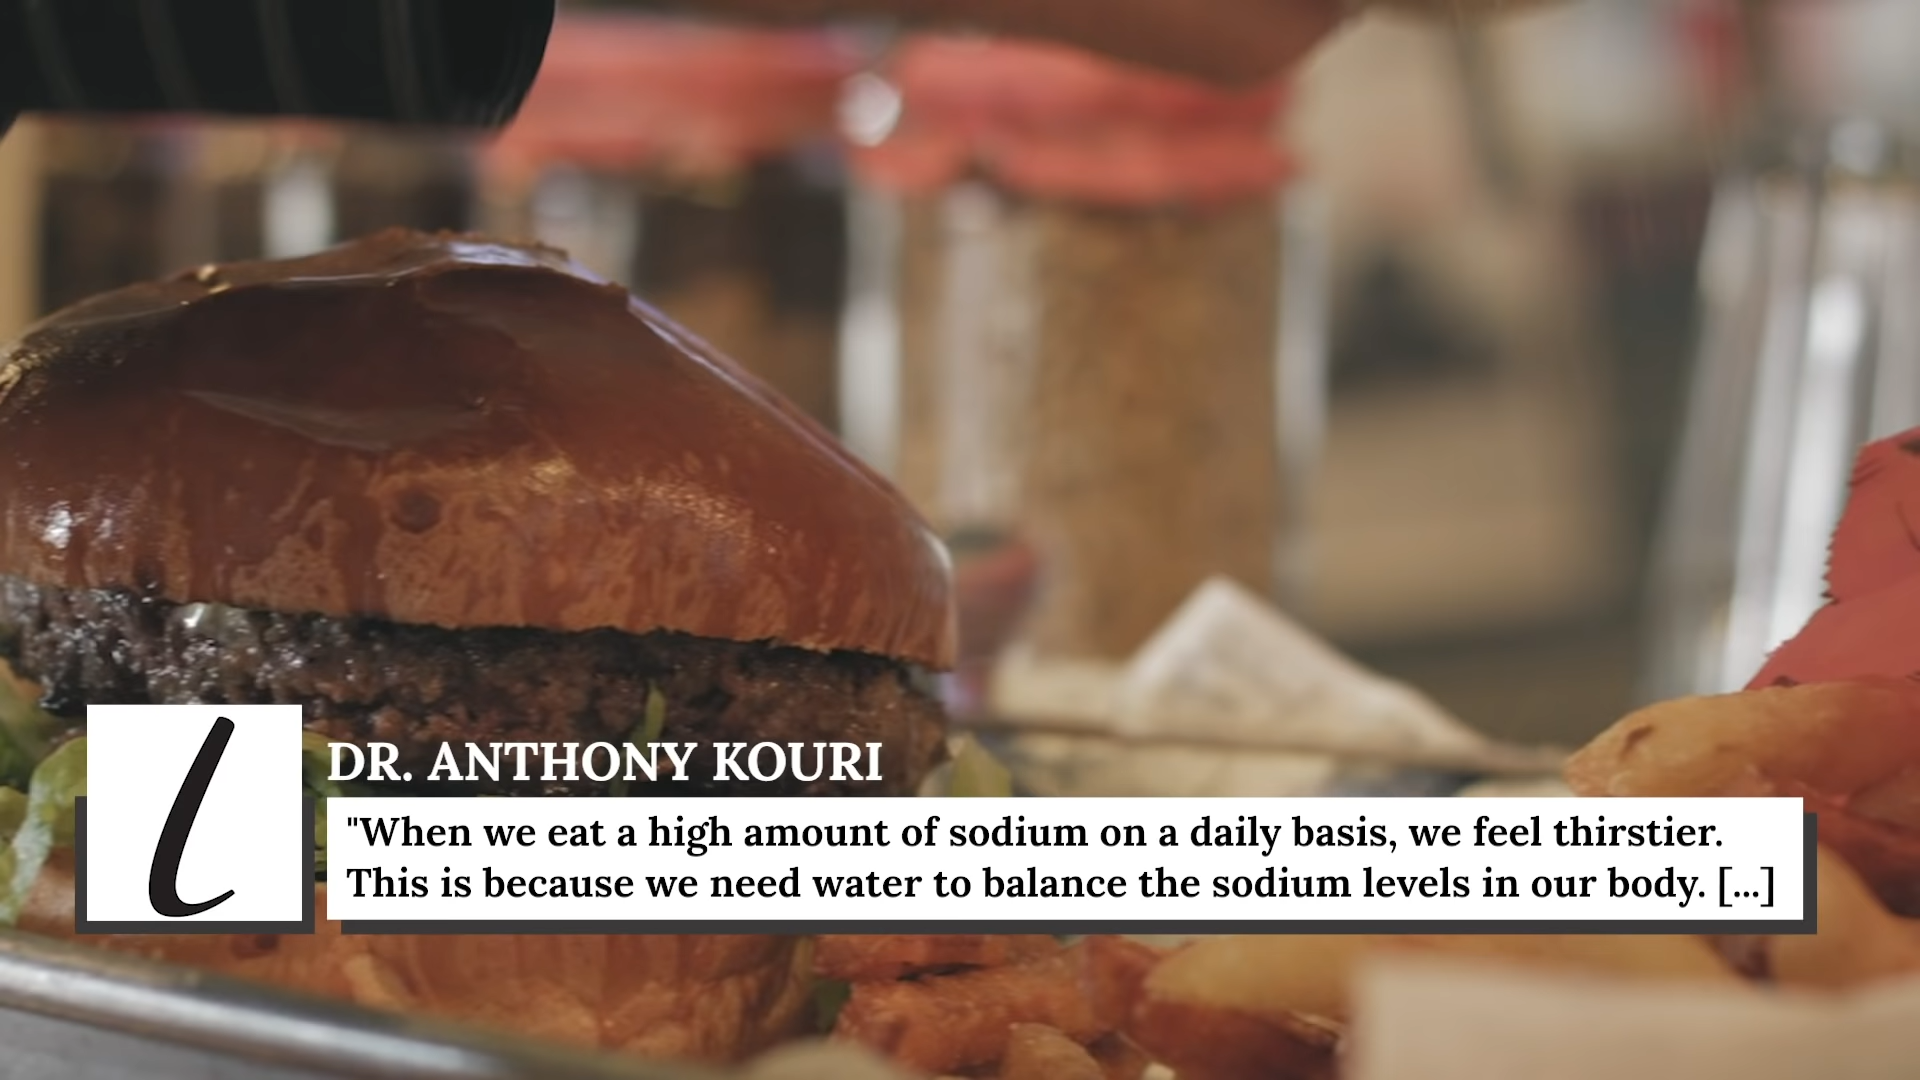 l
DR. ANTHONY KOURI
"When we eat a high amount of sodium on a daily basis, we feel thirstier.
This is because we need water to balance the sodium levels in our body. [...]